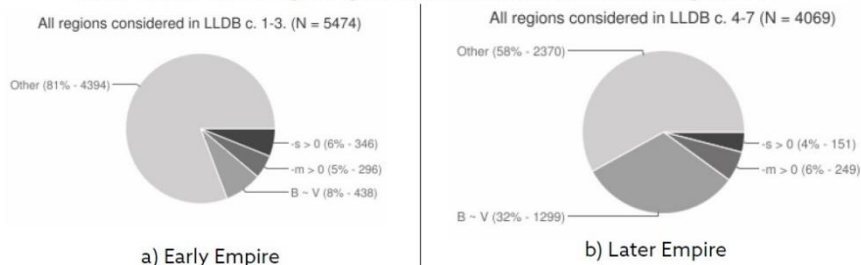 All regions considered in LLDB c. 1-3. (N = 5474)
Other (81% - 4394)
-s > 0 (6% - 346)
-m > 0 (5% - 296)
B ~ V (8% - 438)
a) Early Empire
All regions considered in LLDB c. 4-7 (N = 4069)
Other (58% - 2370)
-s > 0 (4% - 151)
-m > 0 (6% - 249)
B ~ V (32% - 1299)
b) Later Empire